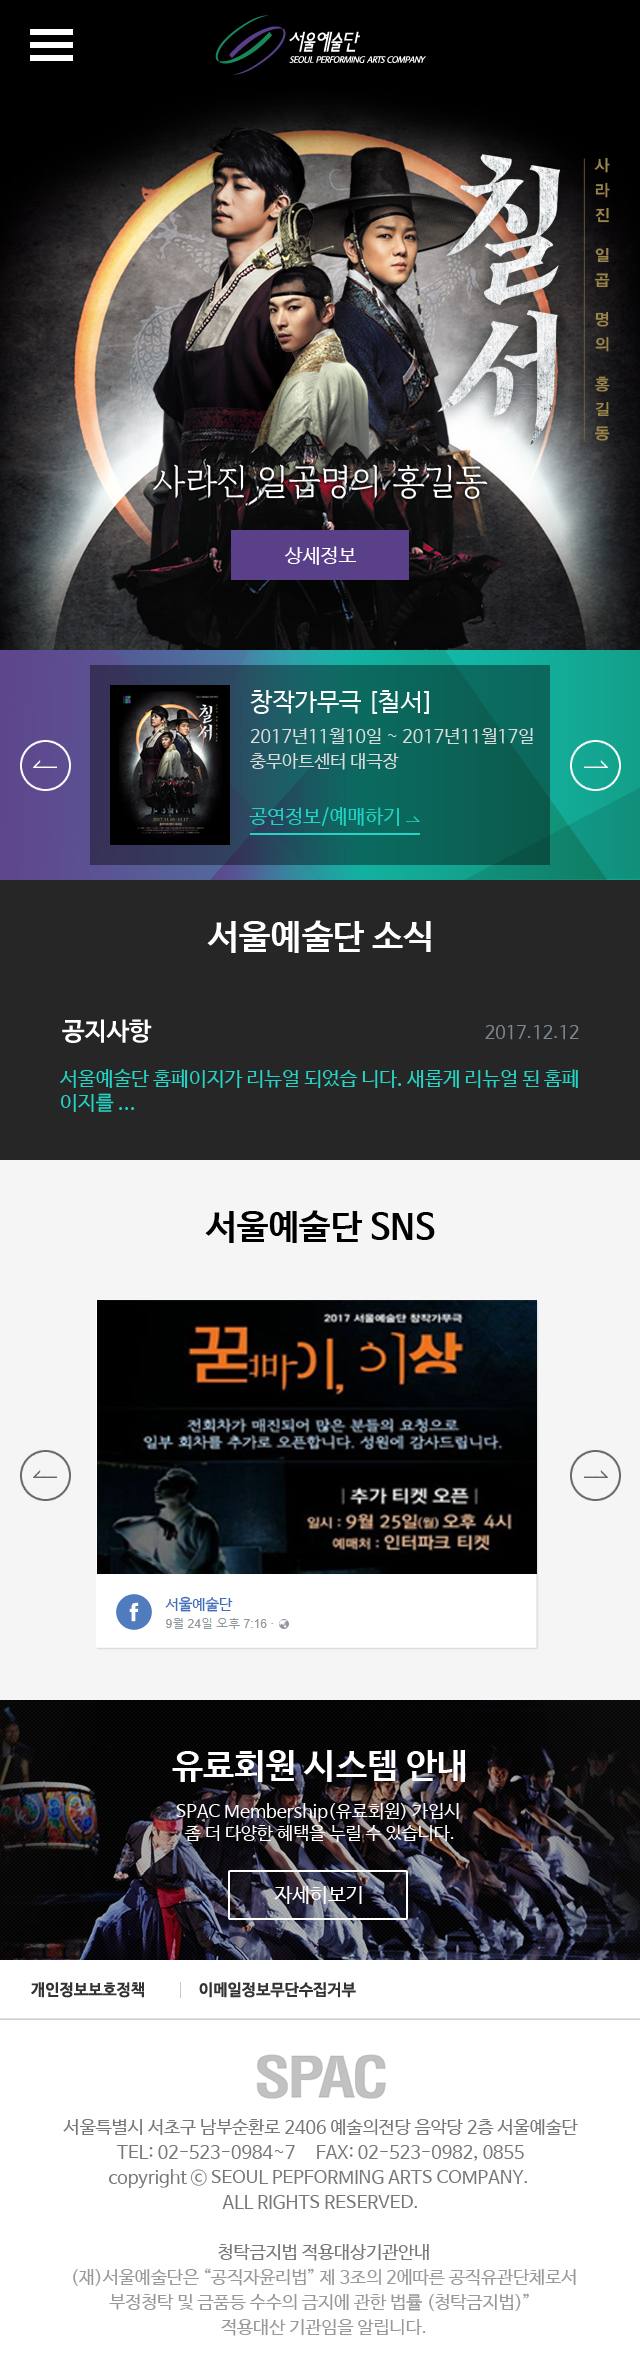 서울예술단
SEOUL PERFORMING ARTS COMPANY
칠서
사라진 일곱 명의 홍길동
사라진 일곱명의 홍길동
상세정보
칠서
창작가무극 [칠서]
2017년11월10일 ~ 2017년11월17일
충무아트센터 대극장
공연정보/예매하기
서울예술단 소식
공지사항
2017.12.12
서울예술단 홈페이지가 리뉴얼 되었습 니다. 새롭게 리뉴얼 된 홈페
이지를 ...
서울예술단 SNS
2017 서울예술단 창작가무극
꾿빠이, 이상
전회차가 매진되어 많은 분들의 요청으로
일부 회차를 추가로 오픈합니다. 성원에 감사드립니다.
| 추가 티켓 오픈 |
일시 : 9월 25일(월) 오후 4시
예매처 : 인터파크 티켓
f
서울예술단
9월 24일 오후 7:16 ·
유료회원 시스템 안내
SPAC Membership(유료회원) 가입시
좀 더 다양한 혜택을 누릴 수 있습니다.
자세히보기
개인정보보호정책
이메일정보무단수집거부
SPAC
서울특별시 서초구 남부순환로 2406 예술의전당 음악당 2층 서울예술단
TEL: 02-523-0984~7 FAX: 02-523-0982, 0855
copyright ⓒ SEOUL PEPFORMING ARTS COMPANY.
ALL RIGHTS RESERVED.
청탁금지법 적용대상기관안내
(재)서울예술단은 “공직자윤리법” 제 3조의 2에따른 공직유관단체로서
부정청탁 및 금품등 수수의 금지에 관한 법률 (청탁금지법)”
적용대산 기관임을 알립니다.